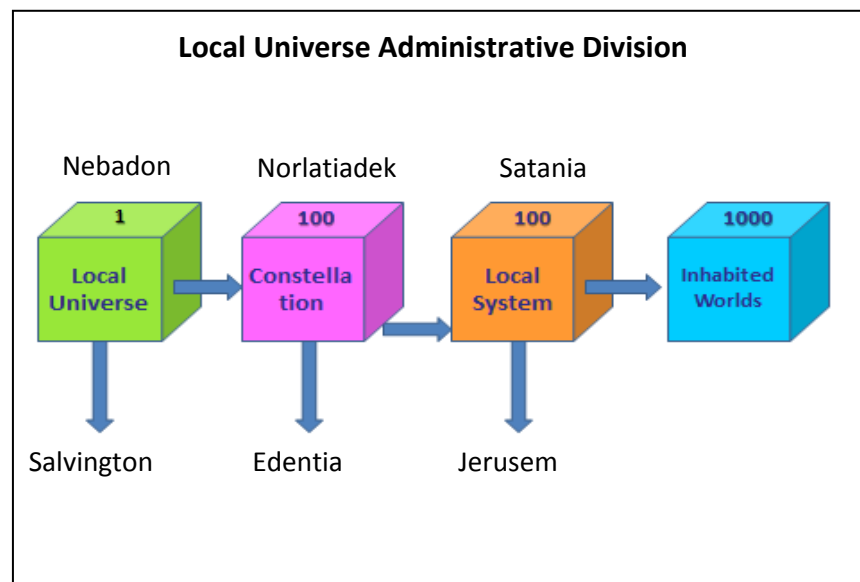 Local Universe Administrative Division
Nebadon
Norlatiadek
Satania
1
100
100
1000
Local
Universe
Constella
tion
Local
System
Inhabited
Worlds
Salvington
Edentia
Jerusem